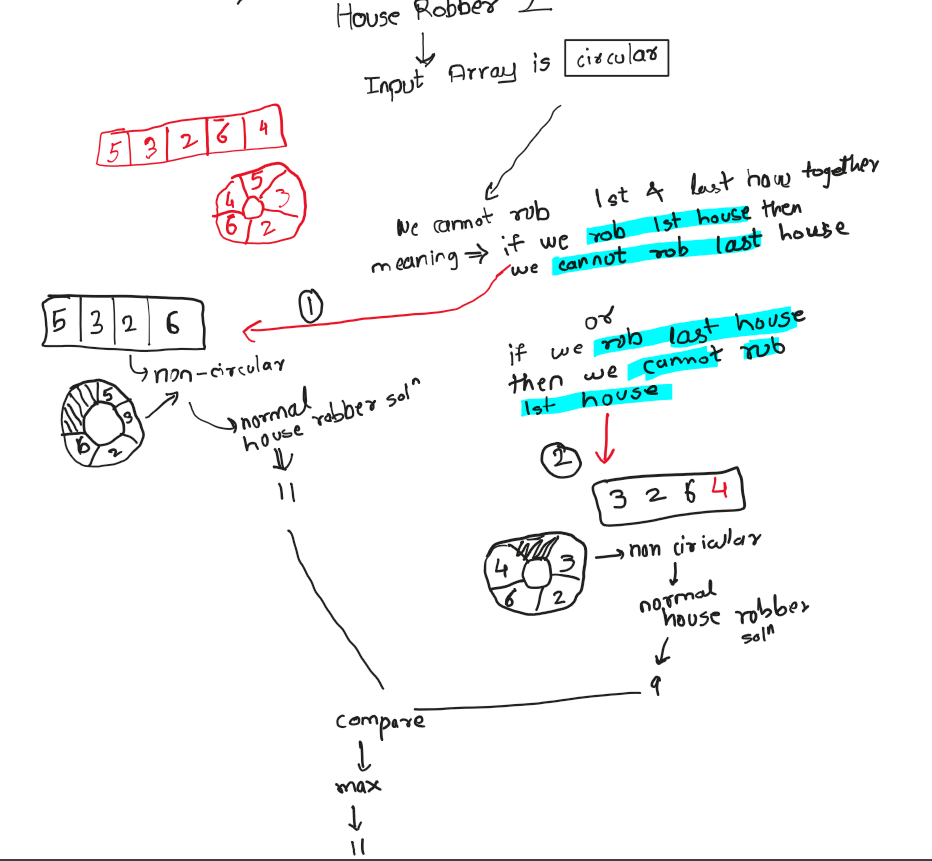 House Robber 2
Input Array is circular
5 3 2 6 4
5
4 3
6 2
We cannot rob 1st & last how together
meaning ⇒ if we rob 1st house then
we cannot rob last house
1
5 3 2 6
or
if we rob last house
then we cannot rob
1st house
non-circular
5
3
6 2
normal
house robber solⁿ
11
2
3 2 6 4
4 3
6 2
non ciricular
normal
house robber
solⁿ
9
compare
max
11